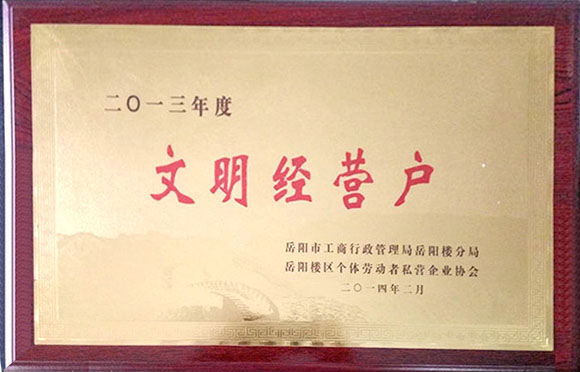 二〇一三年度
文明经营户
岳阳市工商行政管理局岳阳楼分局
岳阳楼区个体劳动者私营企业协会
二〇一四年二月